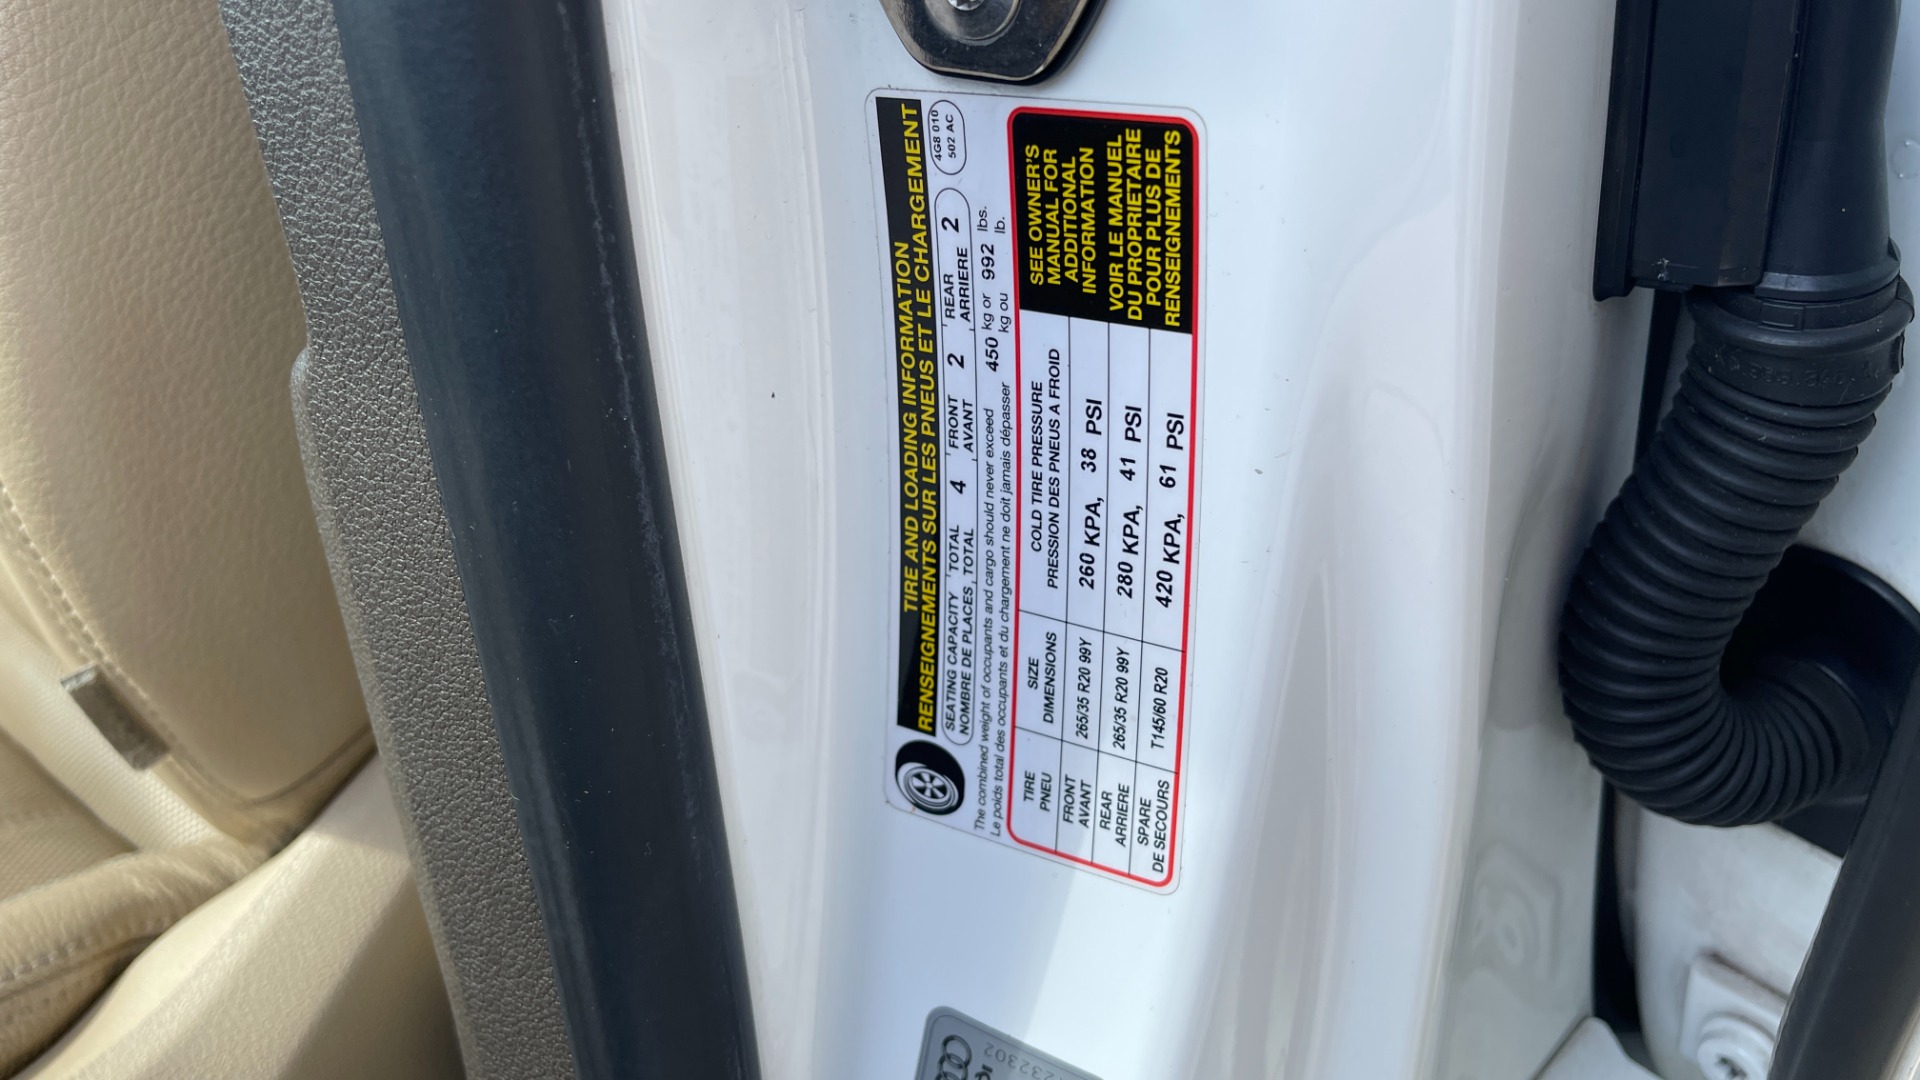 TIRE AND LOADING INFORMATION
RENSEIGNEMENTS SUR LES PNEUS ET LE CHARGEMENT
SEATING CAPACITY TOTAL 4 FRONT 2 REAR 2
NOMBRE DE PLACES TOTAL AVANT ARRIERE
4G8 010
502 AC
The combined weight of occupants and cargo should never exceed 450 kg or 992 lbs.
Le poids total des occupants et du chargement ne doit jamais dépasser kg ou lb.
TIRE SIZE COLD TIRE PRESSURE
PNEU DIMENSIONS PRESSION DES PNEUS A FROID
FRONT
AVANT 265/35 R20 99Y 260 KPA, 38 PSI
REAR
ARRIERE 265/35 R20 99Y 280 KPA, 41 PSI
SPARE
DE SECOURS T145/60 R20 420 KPA, 61 PSI
SEE OWNER'S
MANUAL FOR
ADDITIONAL
INFORMATION
VOIR LE MANUEL
DU PROPRIETAIRE
POUR PLUS DE
RENSEIGNEMENTS